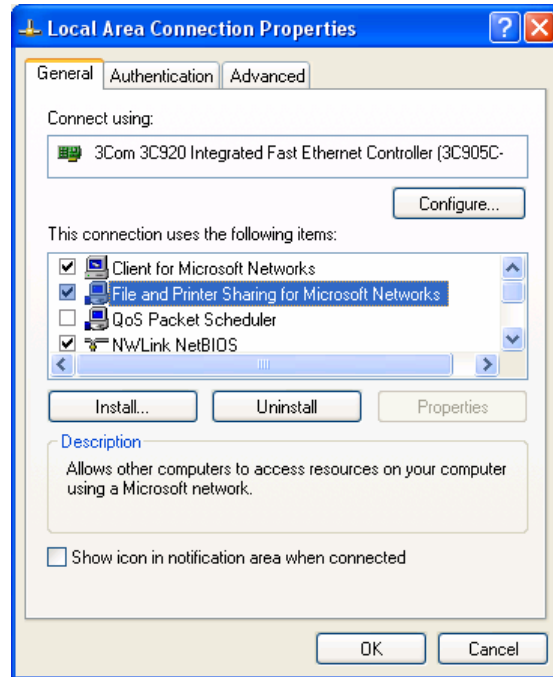 Local Area Connection Properties
General Authentication Advanced
Connect using:
3Com 3C920 Integrated Fast Ethernet Controller (3C905C-
Configure...
This connection uses the following items:
Client for Microsoft Networks
File and Printer Sharing for Microsoft Networks
QoS Packet Scheduler
NWLink NetBIOS
Install... Uninstall Properties
Description
Allows other computers to access resources on your computer
using a Microsoft network.
Show icon in notification area when connected
OK Cancel